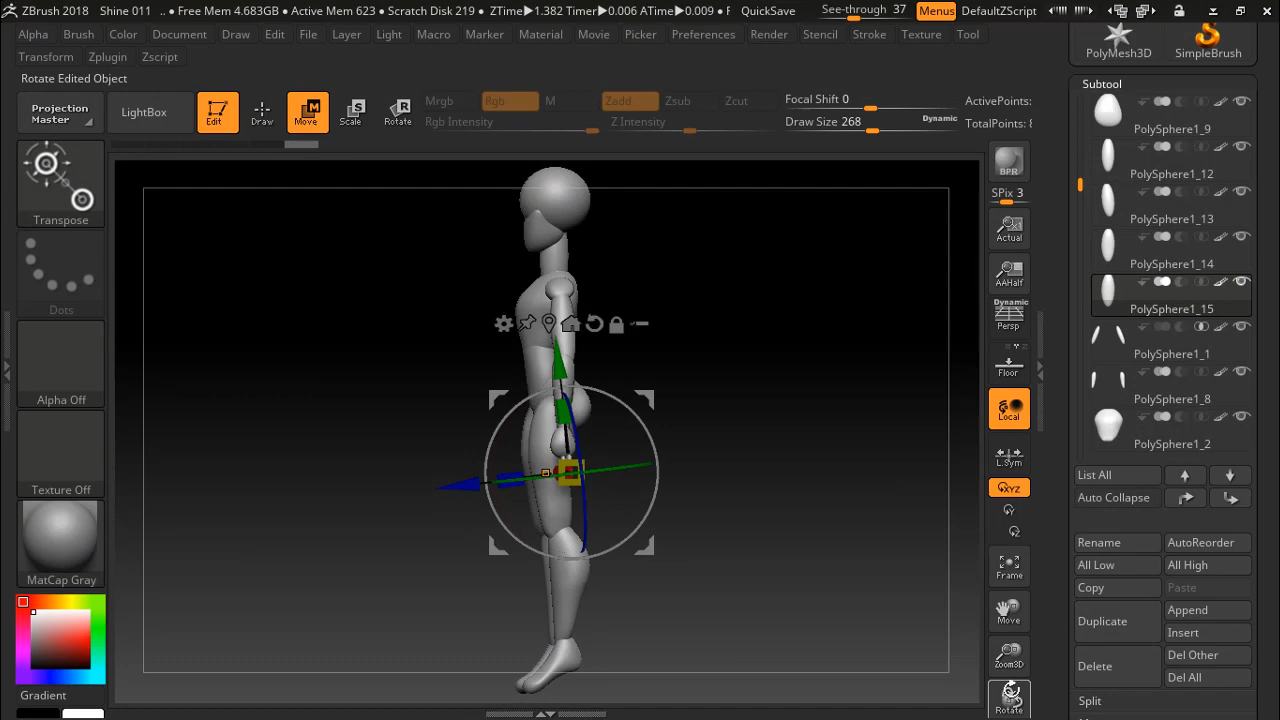 ZBrush 2018 Shine 011 .. • Free Mem 4.683GB • Active Mem 623 • Scratch Disk 219 • ZTime▶1.382 Timer▶0.006 ATime▶0.009 • F QuickSave See-through 37 Menus DefaultZScript
Alpha Brush Color Document Draw Edit File Layer Light Macro Marker Material Movie Picker Preferences Render Stencil Stroke Texture Tool
Transform Zplugin Zscript
Rotate Edited Object
Projection Master
LightBox
Edit Draw Move Scale Rotate
Mrgb Rgb M Zadd Zsub Zcut
Rgb Intensity Z Intensity
Focal Shift 0
Draw Size 268 Dynamic
ActivePoints:
TotalPoints: 8
Transpose
Dots
Alpha Off
Texture Off
MatCap Gray
Gradient
BPR
SPix 3
Actual
AAHalf
Dynamic
Persp
Floor
Local
L.Sym
XYZ
Y
Z
Frame
Move
Zoom3D
Rotate
PolyMesh3D SimpleBrush
Subtool
PolySphere1_9
PolySphere1_12
PolySphere1_13
PolySphere1_14
PolySphere1_15
PolySphere1_1
PolySphere1_8
PolySphere1_2
List All
Auto Collapse
Rename AutoReorder
All Low All High
Copy Paste
Duplicate Append
Insert
Delete Del Other
Del All
Split